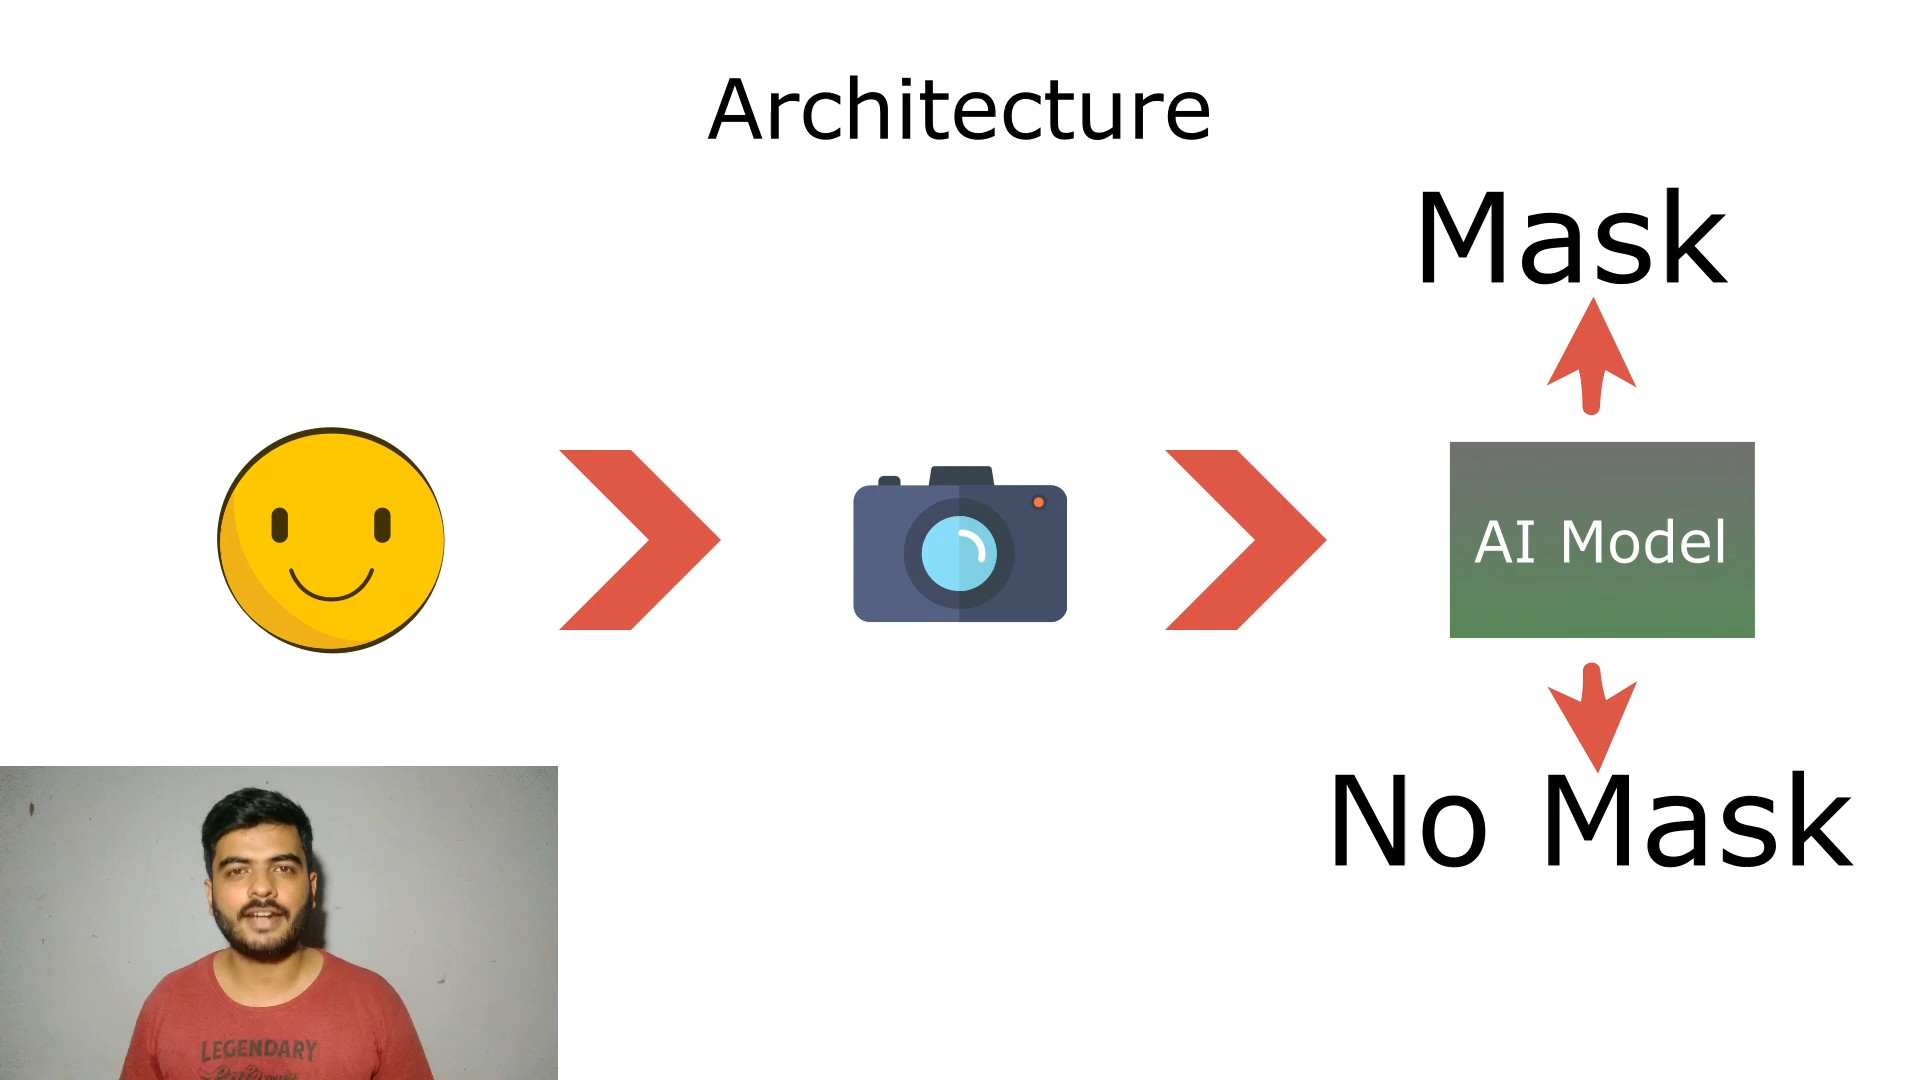 Architecture
Mask
AI Model
No Mask
LEGENDARY